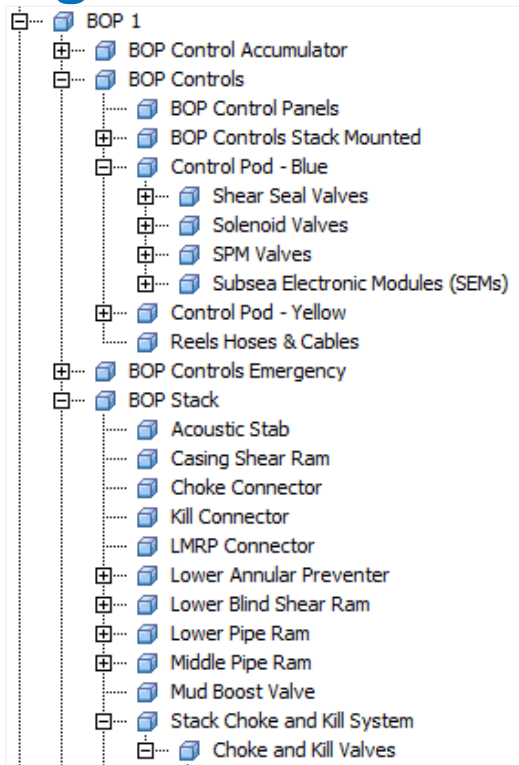 BOP 1
BOP Control Accumulator
BOP Controls
BOP Control Panels
BOP Controls Stack Mounted
Control Pod - Blue
Shear Seal Valves
Solenoid Valves
SPM Valves
Subsea Electronic Modules (SEMs)
Control Pod - Yellow
Reels Hoses & Cables
BOP Controls Emergency
BOP Stack
Acoustic Stab
Casing Shear Ram
Choke Connector
Kill Connector
LMRP Connector
Lower Annular Preventer
Lower Blind Shear Ram
Lower Pipe Ram
Middle Pipe Ram
Mud Boost Valve
Stack Choke and Kill System
Choke and Kill Valves